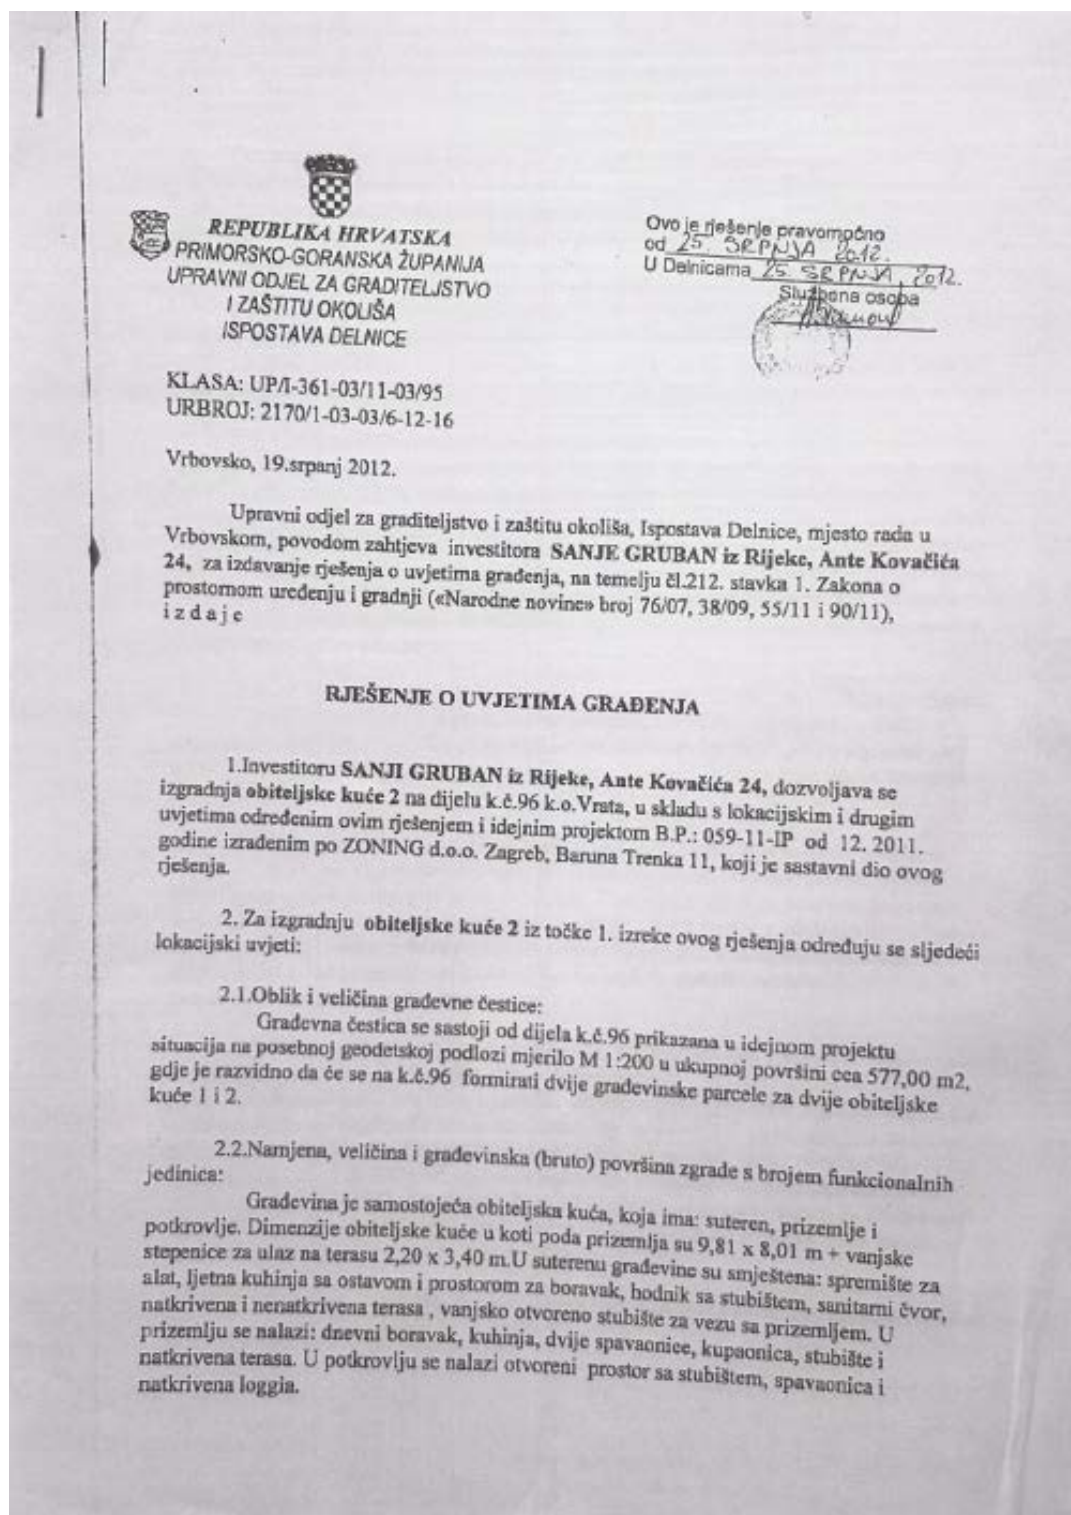 REPUBLIKA HRVATSKA
PRIMORSKO-GORANSKA ŽUPANIJA
UPRAVNI ODJEL ZA GRADITELJSTVO
I ZAŠTITU OKOLIŠA
ISPOSTAVA DELNICE
Ovo je rješenje pravomoćno
od 25. SRPNJA 2012.
U Delnicama 25 SRPNJA, 2012.
Službena osoba
KLASA: UP/I-361-03/11-03/95
URBROJ: 2170/1-03-03/6-12-16
Vrbovsko, 19.srpanj 2012.
Upravni odjel za graditeljstvo i zaštitu okoliša, Ispostava Delnice, mjesto rada u
Vrbovskom, povodom zahtjeva investitora SANJE GRUBAN iz Rijeke, Ante Kovačića
24, za izdavanje rješenja o uvjetima građenja, na temelju čl.212. stavka 1. Zakona o
prostornom uređenju i gradnji («Narodne novine» broj 76/07, 38/09, 55/11 i 90/11),
i z d a j e
RJEŠENJE O UVJETIMA GRAĐENJA
1.Investitoru SANJI GRUBAN iz Rijeke, Ante Kovačića 24, dozvoljava se
izgradnja obiteljske kuće 2 na dijelu k.č.96 k.o.Vrata, u skladu s lokacijskim i drugim
uvjetima određenim ovim rješenjem i idejnim projektom B.P.: 059-11-IP od 12. 2011.
godine izrađenim po ZONING d.o.o. Zagreb, Baruna Trenka 11, koji je sastavni dio ovog
rješenja.
2. Za izgradnju obiteljske kuće 2 iz točke 1. izreke ovog rješenja određuju se sljedeći
lokacijski uvjeti:
2.1.Oblik i veličina građevne čestice:
Građevna čestica se sastoji od dijela k.č.96 prikazana u idejnom projektu
situacija na posebnoj geodetskoj podlozi mjerilo M 1:200 u ukupnoj površini cca 577,00 m2,
gdje je razvidno da će se na k.č.96 formirati dvije građevinske parcele za dvije obiteljske
kuće 1 i 2.
2.2.Namjena, veličina i građevinska (bruto) površina zgrade s brojem funkcionalnih
jedinica:
Građevina je samostojeća obiteljska kuća, koja ima: suteren, prizemlje i
potkrovlje. Dimenzije obiteljske kuće u koti poda prizemlja su 9,81 x 8,01 m + vanjske
stepenice za ulaz na terasu 2,20 x 3,40 m.U suterenu građevine su smještena: spremište za
alat, ljetna kuhinja sa ostavom i prostorom za boravak, hodnik sa stubištem, sanitarni čvor,
natkrivena i nenatkrivena terasa , vanjsko otvoreno stubište za vezu sa prizemljem. U
prizemlju se nalazi: dnevni boravak, kuhinja, dvije spavaonice, kupaonica, stubište i
natkrivena terasa. U potkrovlju se nalazi otvoreni prostor sa stubištem, spavaonica i
natkrivena loggia.